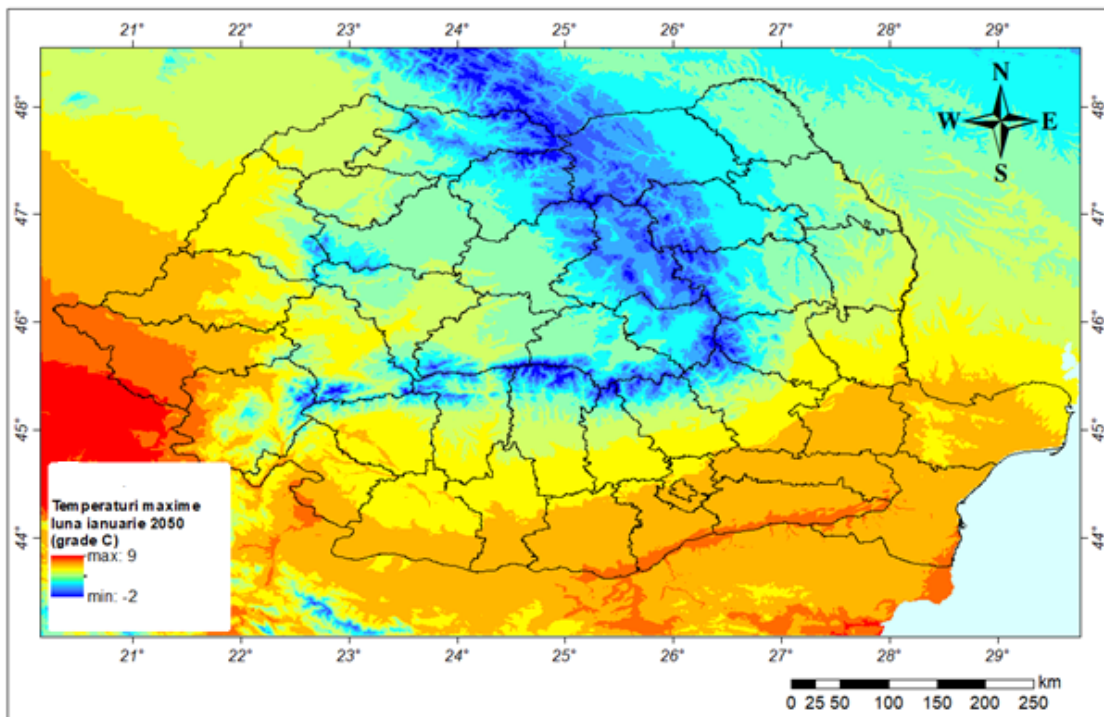 21° 22° 23° 24° 25° 26° 27° 28° 29°
48° 48°
N
W E
S
47° 47°
46° 46°
45° 45°
44° 44°
Temperaturi maxime
luna ianuarie 2050
(grade C)
max: 9
min: -2
21° 22° 23° 24° 25° 26° 27° 28° 29°
km
0 25 50 100 150 200 250